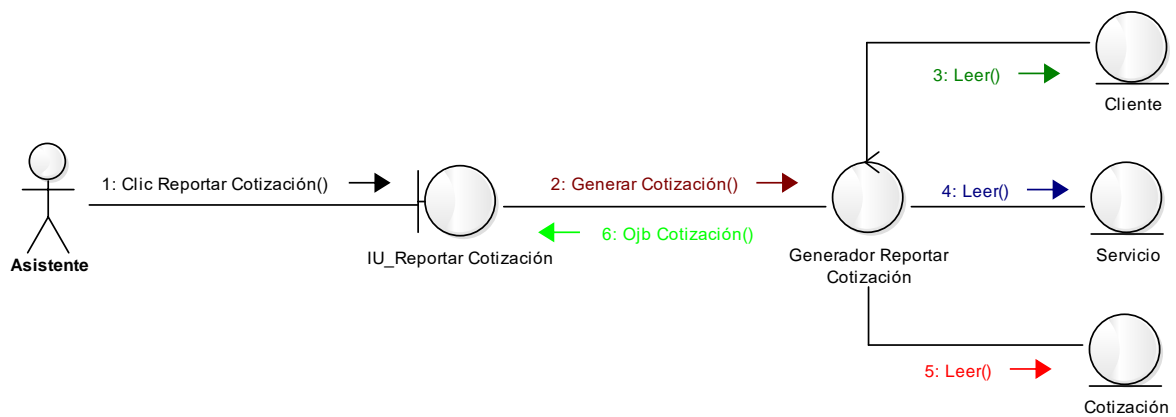 3: Leer()
Cliente
1: Clic Reportar Cotización()
2: Generar Cotización()
4: Leer()
6: Ojb Cotización()
Asistente
IU_Reportar Cotización
Generador Reportar
Cotización
Servicio
5: Leer()
Cotización